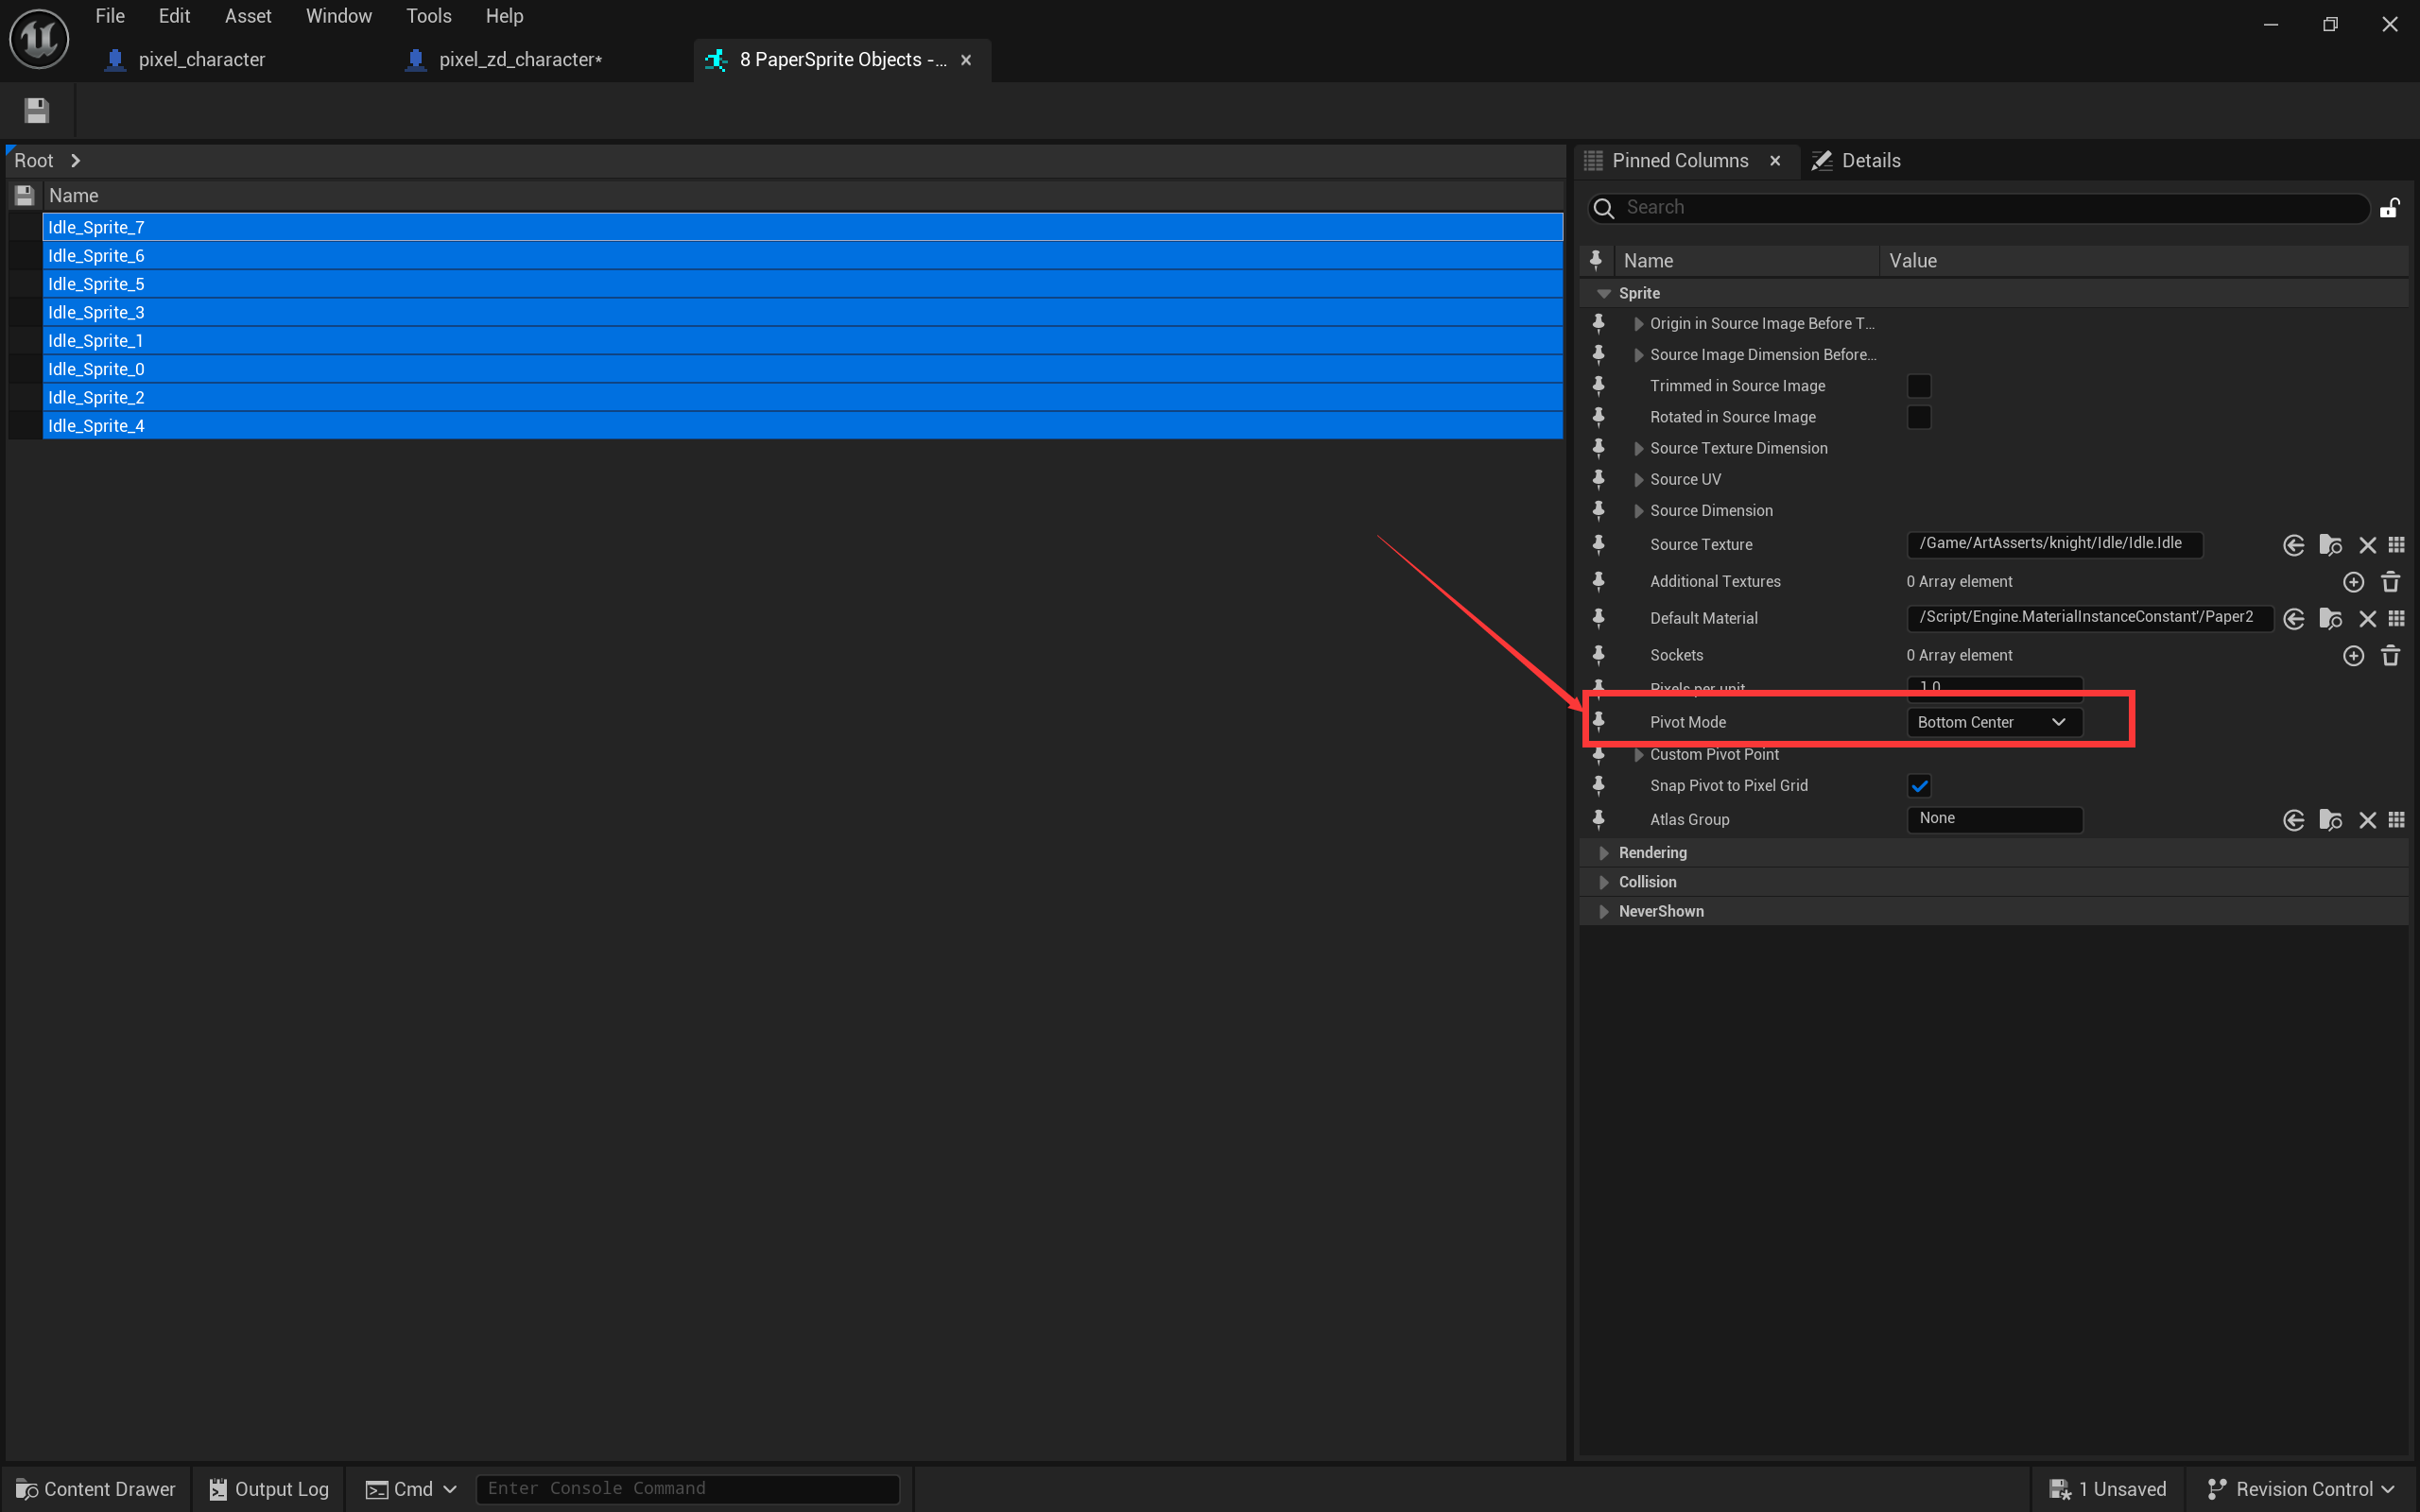 File Edit Asset Window Tools Help
pixel_character
pixel_zd_character*
8 PaperSprite Objects -...
Root
Name
Idle_Sprite_7
Idle_Sprite_6
Idle_Sprite_5
Idle_Sprite_3
Idle_Sprite_1
Idle_Sprite_0
Idle_Sprite_2
Idle_Sprite_4
Pinned Columns
Details
Search
Name Value
Sprite
Origin in Source Image Before T...
Source Image Dimension Before...
Trimmed in Source Image
Rotated in Source Image
Source Texture Dimension
Source UV
Source Dimension
Source Texture /Game/ArtAsserts/knight/Idle/Idle.Idle
Additional Textures 0 Array element
Default Material /Script/Engine.MaterialInstanceConstant'/Paper2
Sockets 0 Array element
Pixels per unit 1.0
Pivot Mode Bottom Center
Custom Pivot Point
Snap Pivot to Pixel Grid
Atlas Group None
Rendering
Collision
NeverShown
Content Drawer Output Log Cmd Enter Console Command 1 Unsaved Revision Control